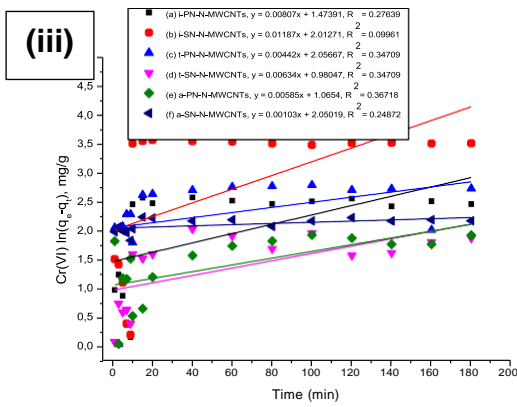 (iii)
(a) i-PN-N-MWCNTs, y = 0.00807x + 1.47391, R² = 0.27639
(b) i-SN-N-MWCNTs, y = 0.01187x + 2.01271, R² = 0.09961
(c) t-PN-N-MWCNTs, y = 0.00442x + 2.05667, R² = 0.34709
(d) t-SN-N-MWCNTs, y = 0.00634x + 0.98047, R² = 0.34709
(e) a-PN-N-MWCNTs, y = 0.00585x + 1.0654, R² = 0.36718
(f) a-SN-N-MWCNTs, y = 0.00103x + 2.05019, R² = 0.24872
Cr(VI) ln(qe-qt), mg/g
4,5
4,0
3,5
3,0
2,5
2,0
1,5
1,0
0,5
0,0
0 20 40 60 80 100 120 140 160 180 200
Time (min)